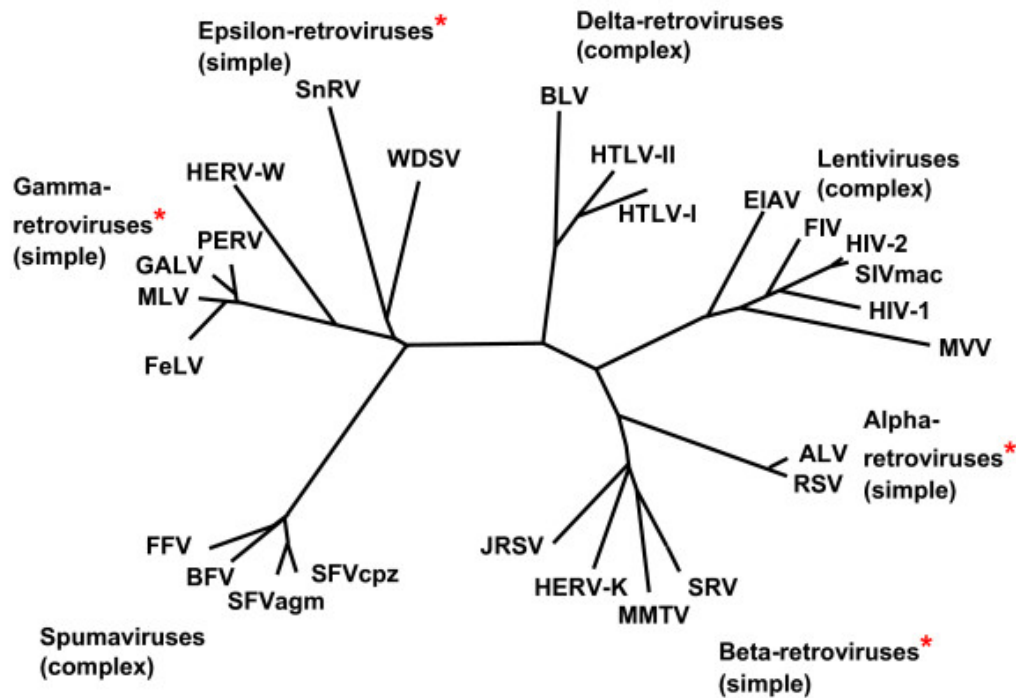 Epsilon-retroviruses*
(simple)
SnRV
WDSV
Delta-retroviruses
(complex)
BLV
HTLV-II
HTLV-I
Lentiviruses
(complex)
EIAV
FIV
HIV-2
SIVmac
HIV-1
MVV
Gamma-
retroviruses*
(simple)
HERV-W
PERV
GALV
MLV
FeLV
Alpha-
retroviruses*
(simple)
ALV
RSV
FFV
BFV
SFVagm
SFVcpz
Spumaviruses
(complex)
JRSV
HERV-K
MMTV
SRV
Beta-retroviruses*
(simple)